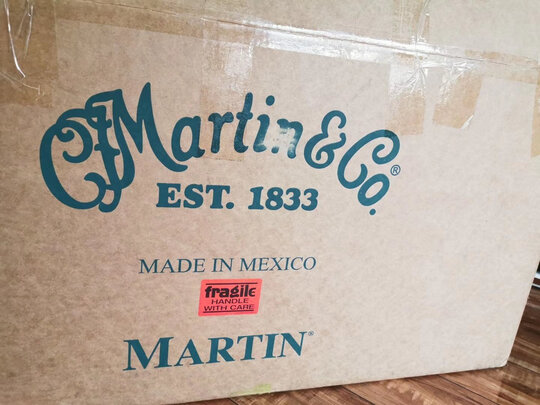 CFMartin & Co.®
EST. 1833
MADE IN MEXICO
fragile
HANDLE
WITH CARE
MARTIN®